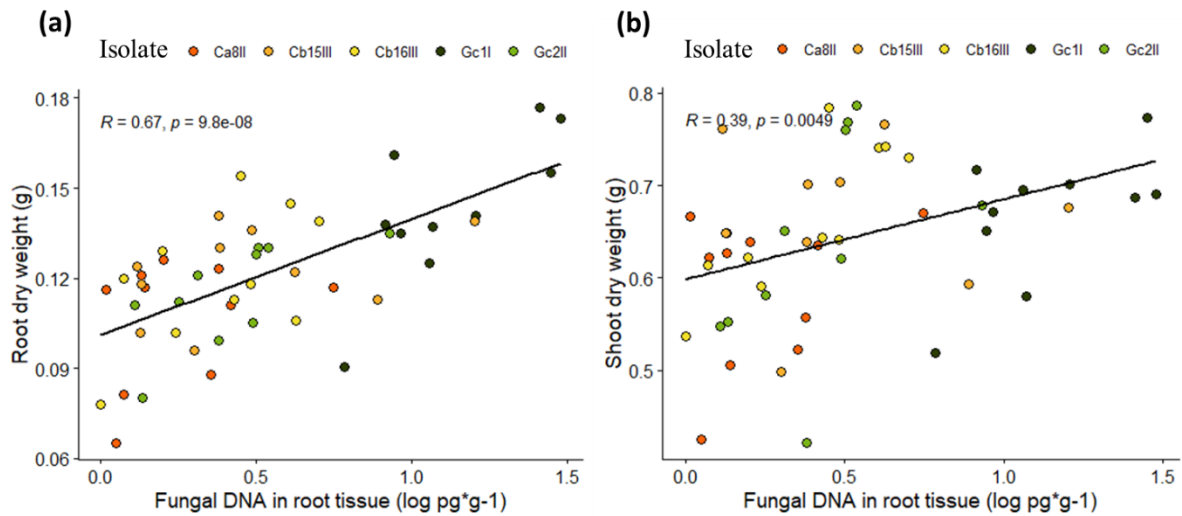 (a)
Isolate Ca8II Cb15III Cb16III Gc1I Gc2II
R = 0.67, p = 9.8e-08
Root dry weight (g)
0.18
0.15
0.12
0.09
0.06
0.0 0.5 1.0 1.5
Fungal DNA in root tissue (log pg*g-1)
(b)
Isolate Ca8II Cb15III Cb16III Gc1I Gc2II
R = 0.39, p = 0.0049
Shoot dry weight (g)
0.8
0.7
0.6
0.5
0.0 0.5 1.0 1.5
Fungal DNA in root tissue (log pg*g-1)